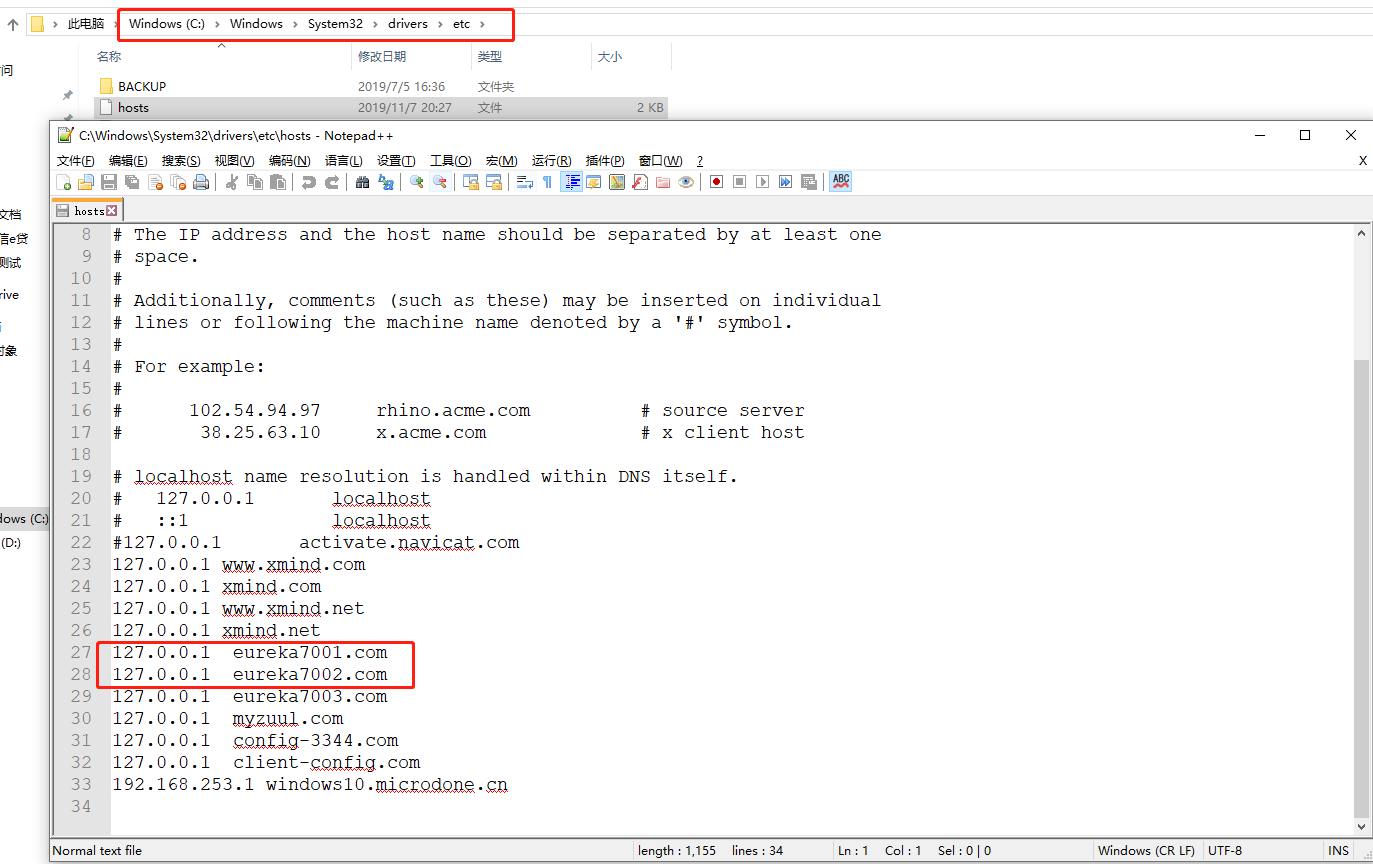 此电脑 Windows (C:) Windows System32 drivers etc
名称 修改日期 类型 大小
BACKUP 2019/7/5 16:36 文件夹
hosts 2019/11/7 20:27 文件 2 KB
C:\Windows\System32\drivers\etc\hosts - Notepad++
文件(F) 编辑(E) 搜索(S) 视图(V) 编码(N) 语言(L) 设置(T) 工具(O) 宏(M) 运行(R) 插件(P) 窗口(W) ? X
ABC
hosts
8 # The IP address and the host name should be separated by at least one
9 # space.
10 #
11 # Additionally, comments (such as these) may be inserted on individual
12 # lines or following the machine name denoted by a '#' symbol.
13 #
14 # For example:
15 #
16 # 102.54.94.97 rhino.acme.com # source server
17 # 38.25.63.10 x.acme.com # x client host
18
19 # localhost name resolution is handled within DNS itself.
20 # 127.0.0.1 localhost
21 # ::1 localhost
22 #127.0.0.1 activate.navicat.com
23 127.0.0.1 www.xmind.com
24 127.0.0.1 xmind.com
25 127.0.0.1 www.xmind.net
26 127.0.0.1 xmind.net
27 127.0.0.1 eureka7001.com
28 127.0.0.1 eureka7002.com
29 127.0.0.1 eureka7003.com
30 127.0.0.1 myzuul.com
31 127.0.0.1 config-3344.com
32 127.0.0.1 client-config.com
33 192.168.253.1 windows10.microdone.cn
34
文档
信e贷
测试
rive
对象
dows (C:)
(D:)
Normal text file length : 1,155 lines : 34 Ln : 1 Col : 1 Sel : 0 | 0 Windows (CR LF) UTF-8 INS